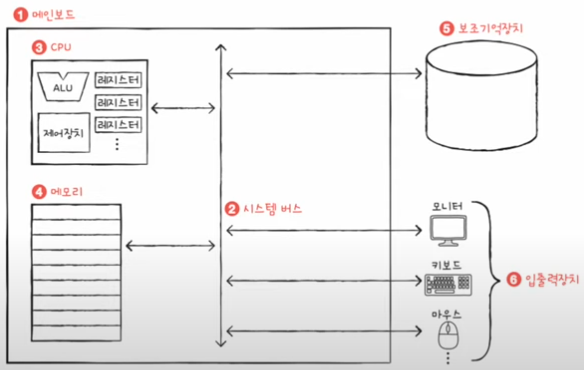 1 메인보드
5 보조기억장치
3 CPU
ALU
레지스터
레지스터
레지스터
제어장치
4 메모리
2 시스템 버스
모니터
키보드
6 입출력장치
마우스